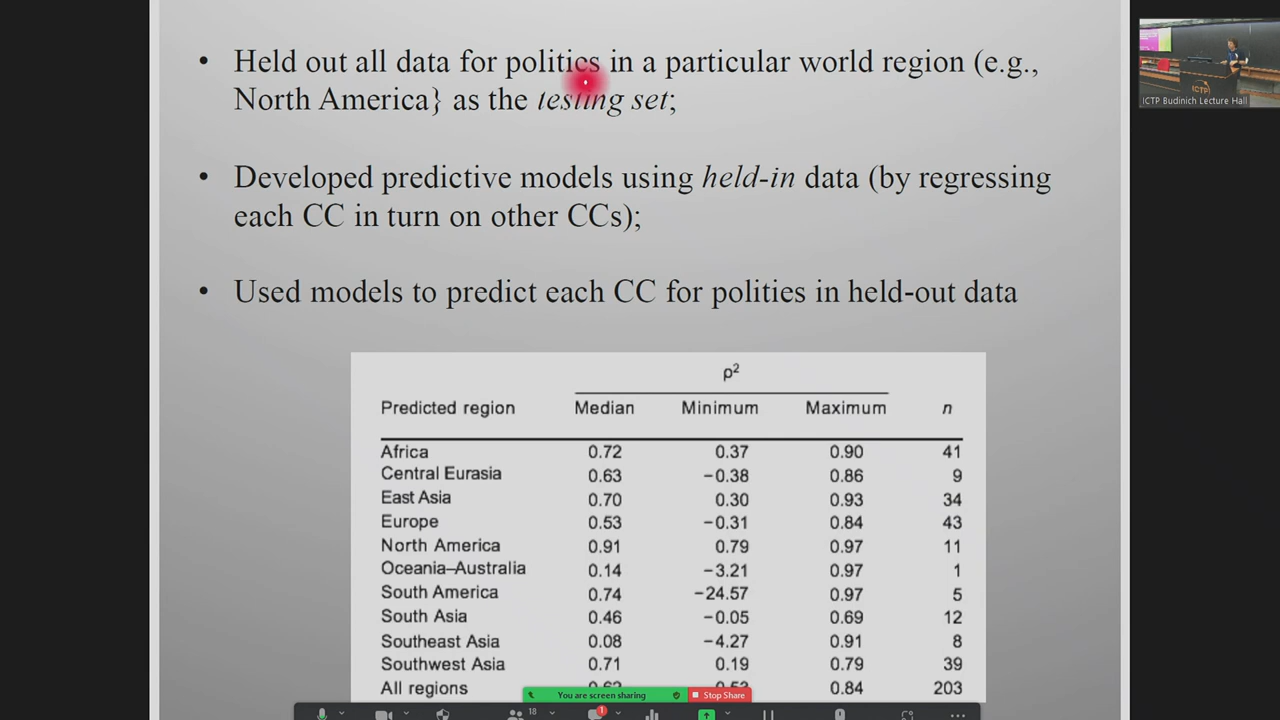 • Held out all data for politics in a particular world region (e.g.,
North America} as the testing set;
• Developed predictive models using held-in data (by regressing
each CC in turn on other CCs);
• Used models to predict each CC for polities in held-out data
ρ²
Predicted region Median Minimum Maximum n
Africa 0.72 0.37 0.90 41
Central Eurasia 0.63 −0.38 0.86 9
East Asia 0.70 0.30 0.93 34
Europe 0.53 −0.31 0.84 43
North America 0.91 0.79 0.97 11
Oceania–Australia 0.14 −3.21 0.97 1
South America 0.74 −24.57 0.97 5
South Asia 0.46 −0.05 0.69 12
Southeast Asia 0.08 −4.27 0.91 8
Southwest Asia 0.71 0.19 0.79 39
All regions 0.84 203
You are screen sharing Stop Share
18 1
ICTP
ICTP Budinich Lecture Hall